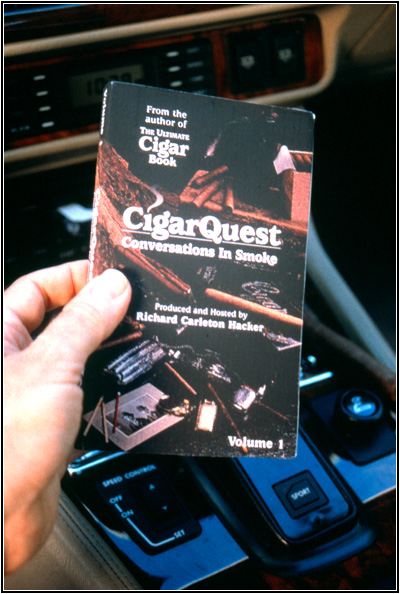 From the
author of
THE ULTIMATE
Cigar
BOOK
CigarQuest
Conversations In Smoke
Produced and Hosted by
Richard Carleton Hacker
Volume 1
SPEED CONTROL
OFF
ON
SET
SPORT